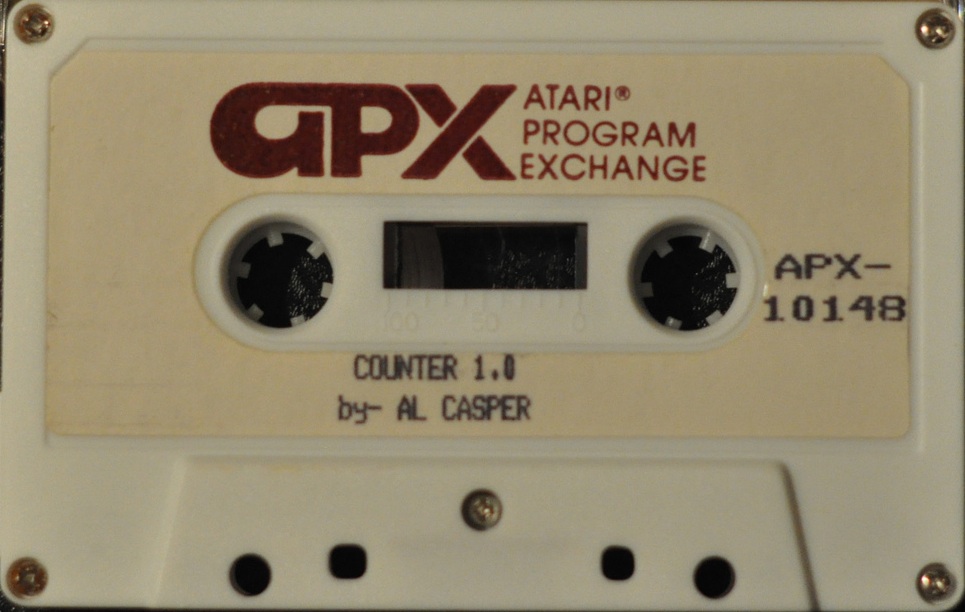 APX
ATARI®
PROGRAM
EXCHANGE
APX-
10148
100 50 0
COUNTER 1.0
by- AL CASPER